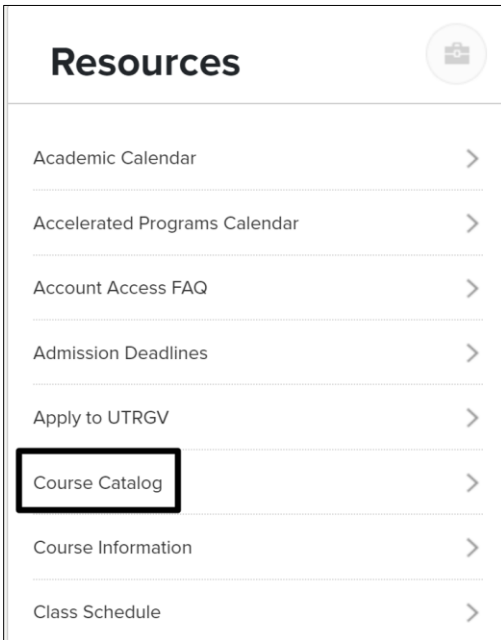 Resources
Academic Calendar
Accelerated Programs Calendar
Account Access FAQ
Admission Deadlines
Apply to UTRGV
Course Catalog
Course Information
Class Schedule